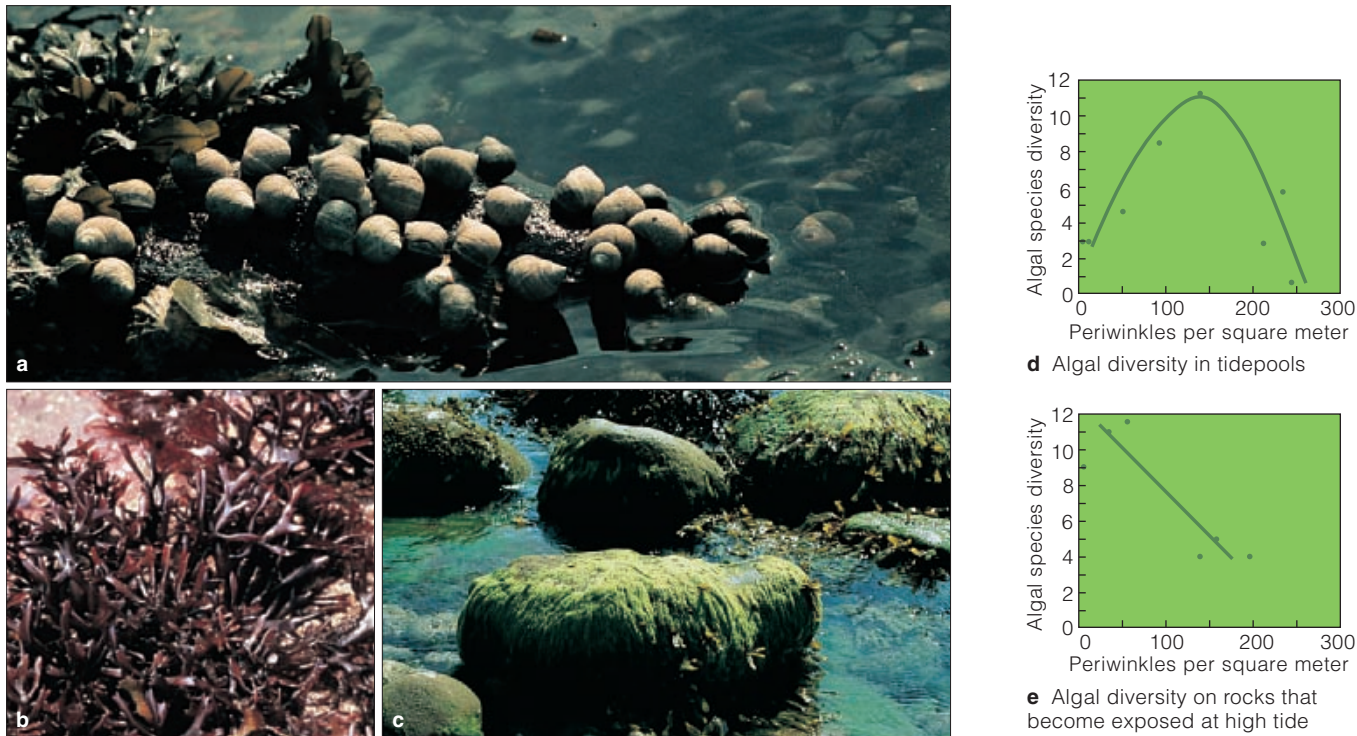 a
b
c
12
10
8
6
4
2
0
Algal species diversity
0 100 200 300
Periwinkles per square meter
d Algal diversity in tidepools
12
10
8
6
4
2
0
Algal species diversity
0 100 200 300
Periwinkles per square meter
e Algal diversity on rocks that
become exposed at high tide